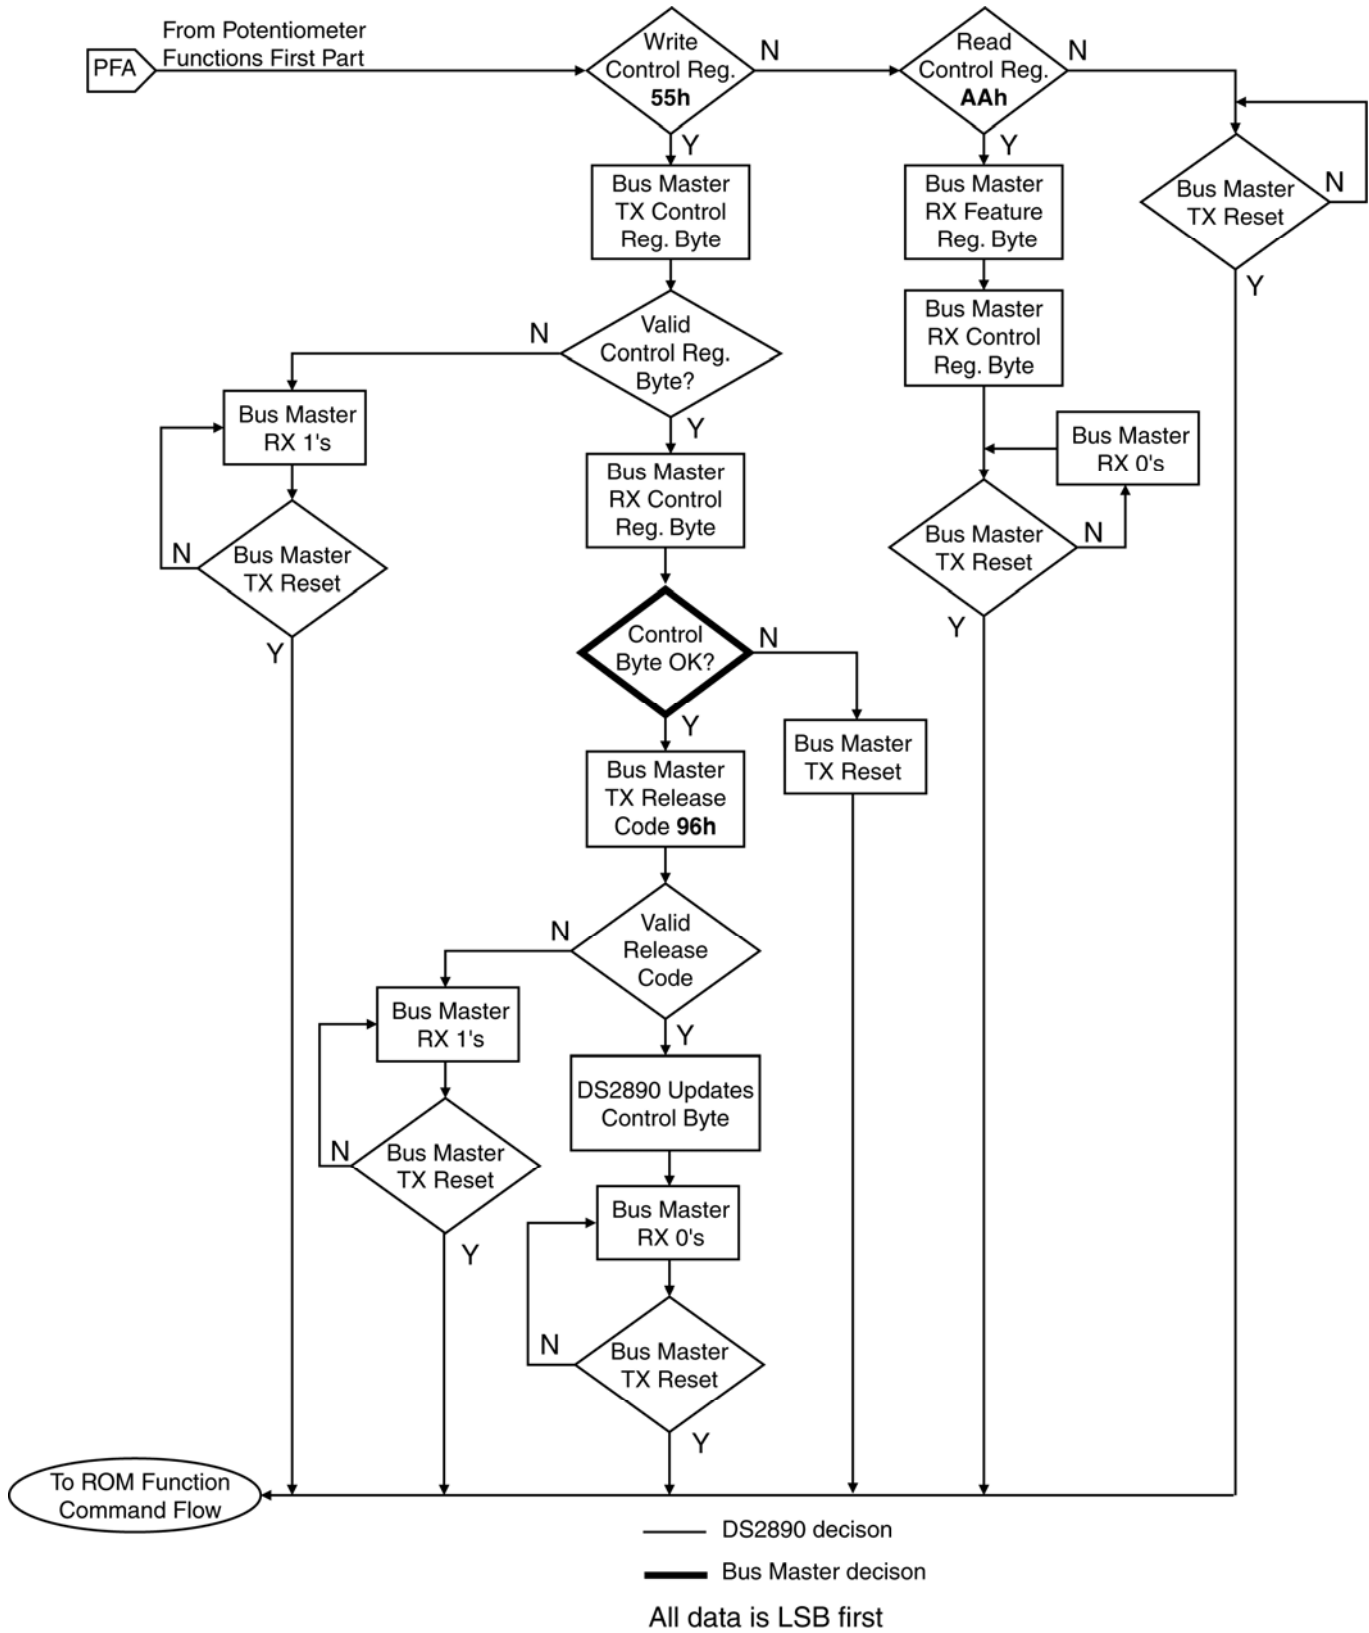 From Potentiometer
Functions First Part
PFA
Write
Control Reg.
55h
N
Y
Read
Control Reg.
AAh
N
Y
Bus Master
TX Reset
N
Y
Bus Master
TX Control
Reg. Byte
Bus Master
RX Feature
Reg. Byte
Valid
Control Reg.
Byte?
N
Y
Bus Master
RX Control
Reg. Byte
Bus Master
RX 1's
Bus Master
TX Reset
N
Y
Bus Master
RX Control
Reg. Byte
Bus Master
RX 0's
Bus Master
TX Reset
N
Y
Control
Byte OK?
N
Y
Bus Master
TX Reset
Bus Master
TX Release
Code 96h
Valid
Release
Code
N
Y
Bus Master
RX 1's
Bus Master
TX Reset
N
Y
DS2890 Updates
Control Byte
Bus Master
RX 0's
Bus Master
TX Reset
N
Y
To ROM Function
Command Flow
DS2890 decison
Bus Master decison
All data is LSB first